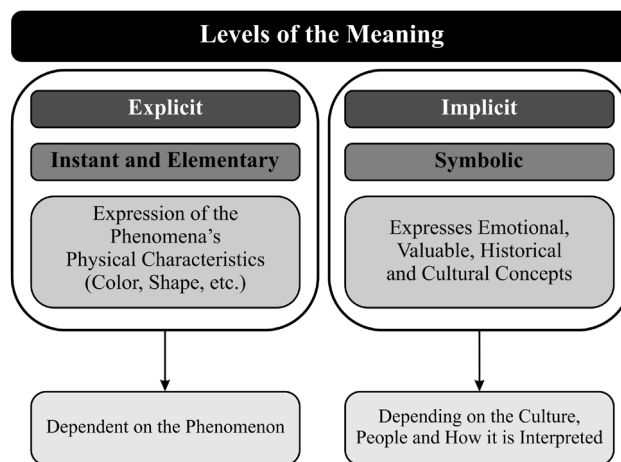 Levels of the Meaning
Explicit
Instant and Elementary
Expression of the
Phenomena's
Physical Characteristics
(Color, Shape, etc.)
Dependent on the Phenomenon
Implicit
Symbolic
Expresses Emotional,
Valuable, Historical
and Cultural Concepts
Depending on the Culture,
People and How it is Interpreted